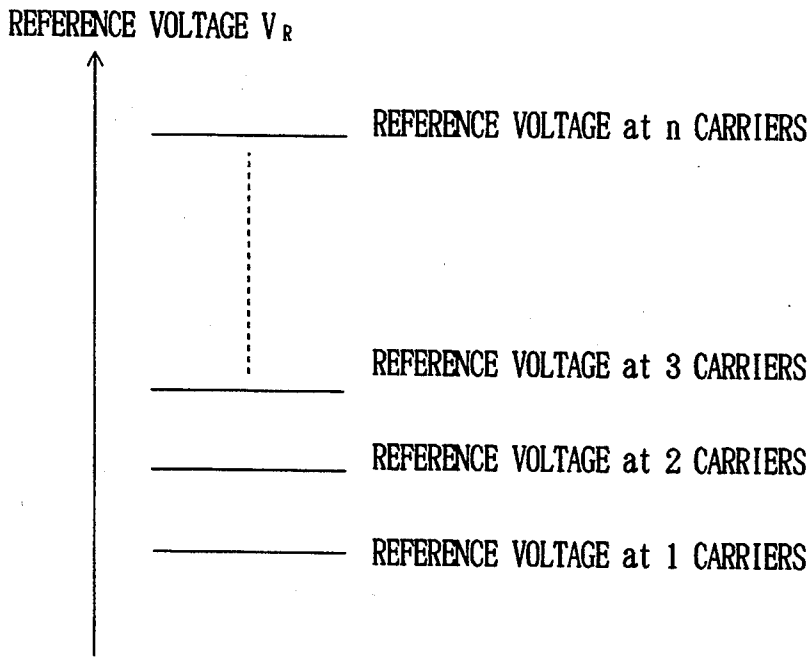 REFERENCE VOLTAGE VR
REFERENCE VOLTAGE at n CARRIERS
REFERENCE VOLTAGE at 3 CARRIERS
REFERENCE VOLTAGE at 2 CARRIERS
REFERENCE VOLTAGE at 1 CARRIERS